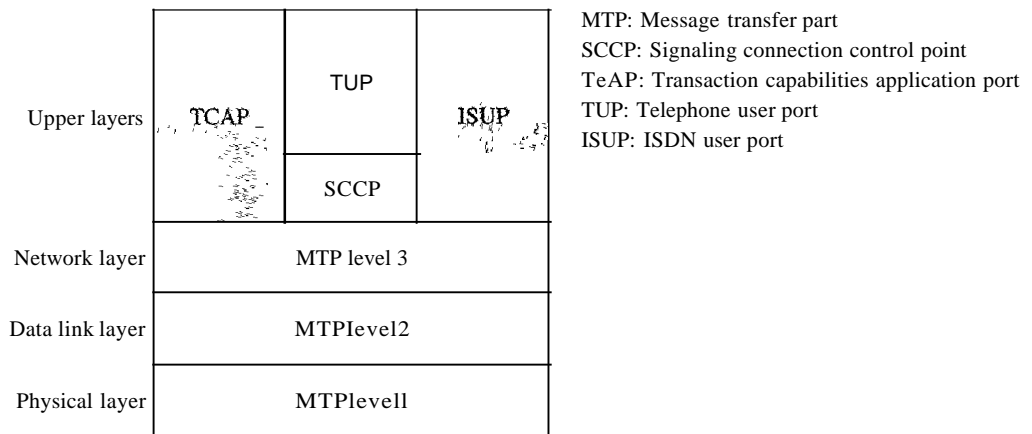 MTP: Message transfer part
SCCP: Signaling connection control point
TeAP: Transaction capabilities application port
TUP: Telephone user port
ISUP: ISDN user port
Upper layers
TCAP
TUP
ISUP
SCCP
Network layer
MTP level 3
Data link layer
MTPIevel2
Physical layer
MTPlevell